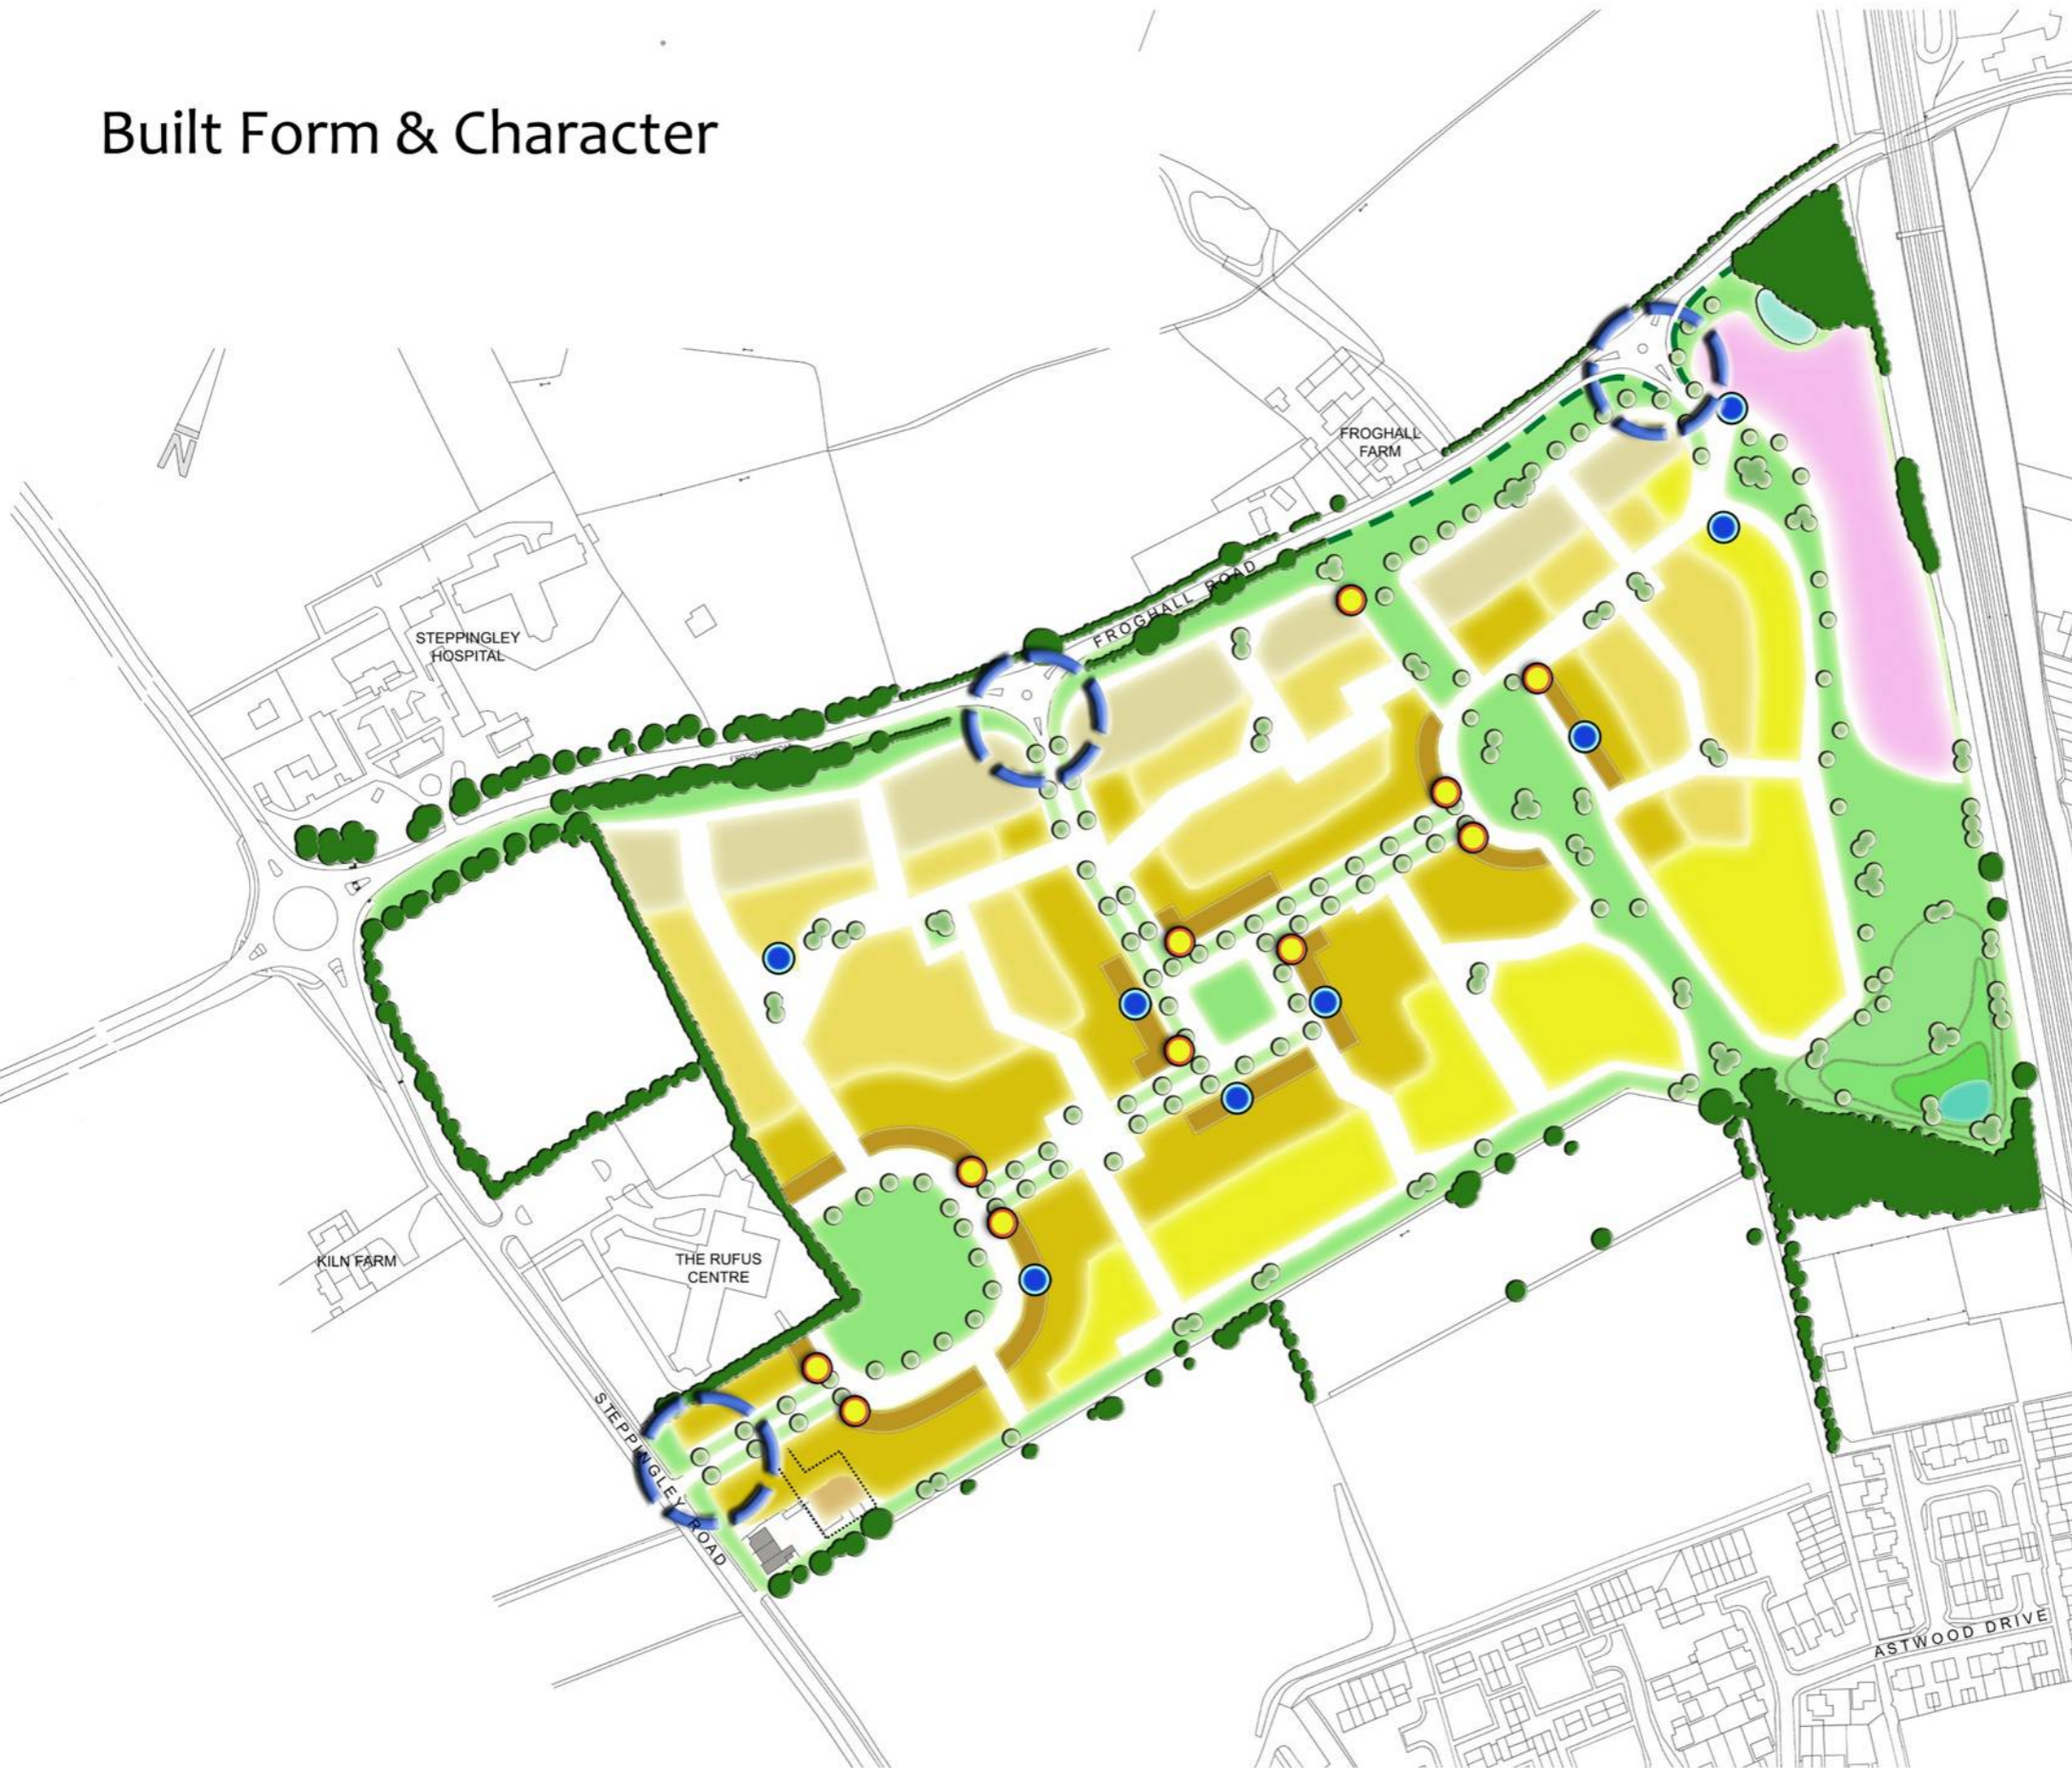 Built Form & Character
N
FROGHALL
FARM
FROGHALL ROAD
STEPPINGLEY
HOSPITAL
KILN FARM
THE RUFUS
CENTRE
STEPPINGLEY ROAD
ASTWOOD DRIVE